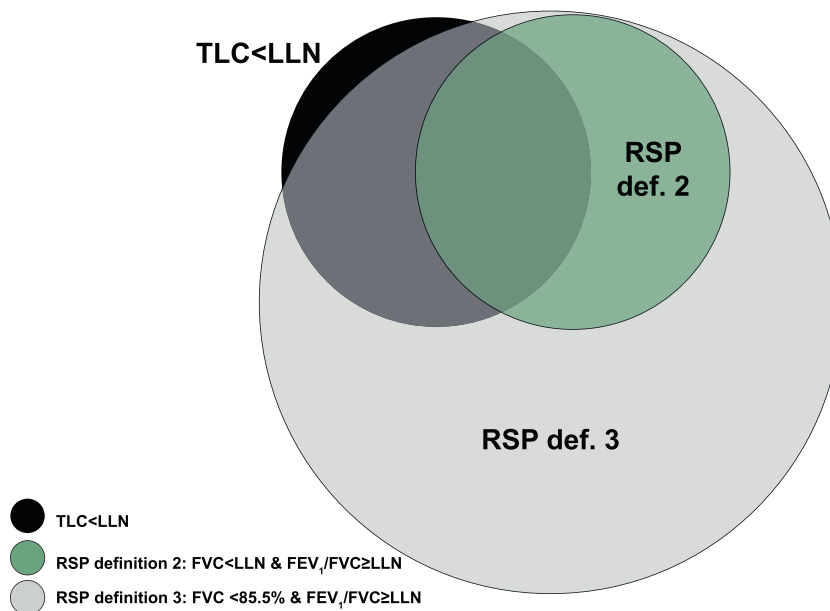 TLC<LLN
RSP
def. 2
RSP def. 3
TLC<LLN
RSP definition 2: FVC<LLN & FEV₁/FVC≥LLN
RSP definition 3: FVC <85.5% & FEV₁/FVC≥LLN